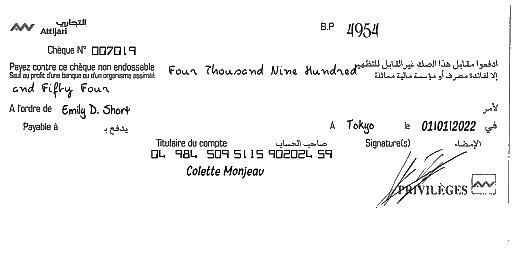 التجاري
Attijari
B.P 4954
Chèque N° 007019
Payez contre ce chèque non endossable
Sauf au profit d'une banque ou d'un organisme assimilé
Four Thousand Nine Hundred
ادفعوا مقابل هذا الصك غير القابل للتظهير
إلا لفائدة مصرف أو مؤسسة مالية مماثلة
and Fifty Four
A l'ordre de Emily D. Short لأمر
Payable à يدفع بـ
A Tokyo le 01/01/2022 في
Titulaire du compte صاحب الحساب Signature(s) الإمضاء
04 984 509 5115 902024 59
Colette Monjeau
PRIVILÈGES